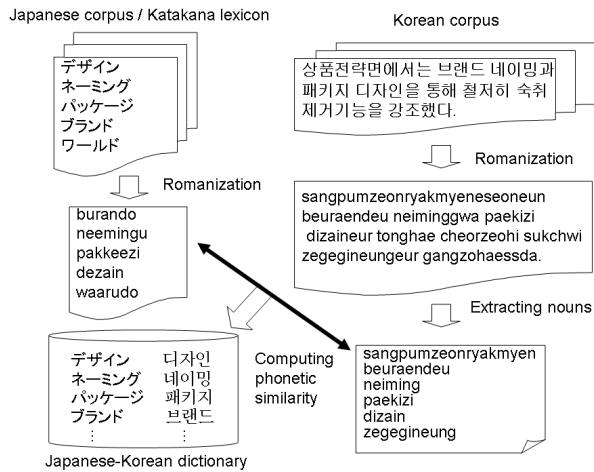 Japanese corpus / Katakana lexicon
デザイン
ネーミング
パッケージ
ブランド
ワールド
Romanization
burando
neemingu
pakkeezi
dezain
waarudo
Korean corpus
상품전략면에서는 브랜드 네이밍과
패키지 디자인을 통해 철저히 숙취
제거기능을 강조했다.
Romanization
sangpumzeonryakmyeneseoneun
beuraendeu neiminggwa paekizi
dizaineur tonghae cheorzeohi sukchwi
zegegineungeur gangzohaessda.
Extracting nouns
sangpumzeonryakmyen
beuraendeu
neiming
paekizi
dizain
zegegineung
Computing
phonetic
similarity
デザイン 디자인
ネーミング 네이밍
パッケージ 패키지
ブランド 브랜드
⋮ ⋮
Japanese-Korean dictionary